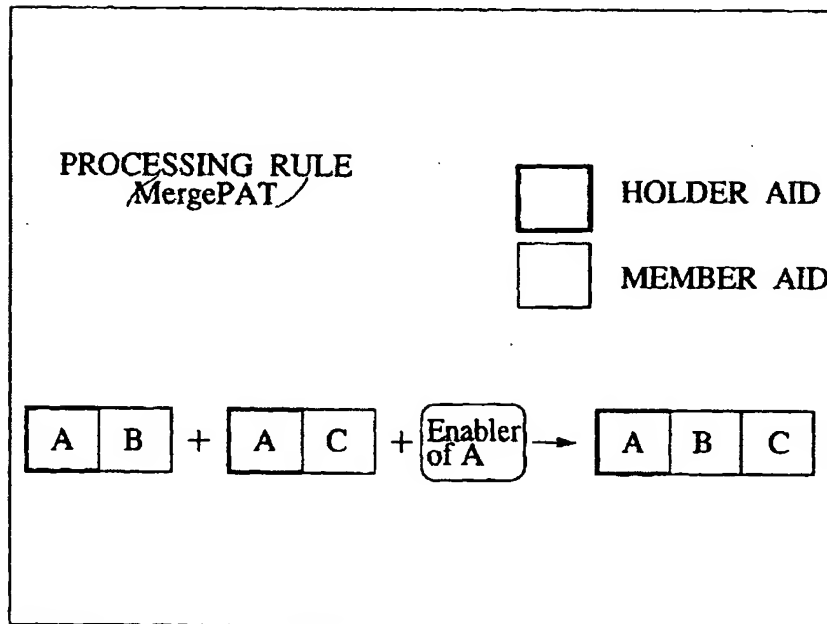 PROCESSING RULE
MergePAT
HOLDER AID
MEMBER AID
A B + A C + Enabler of A → A B C